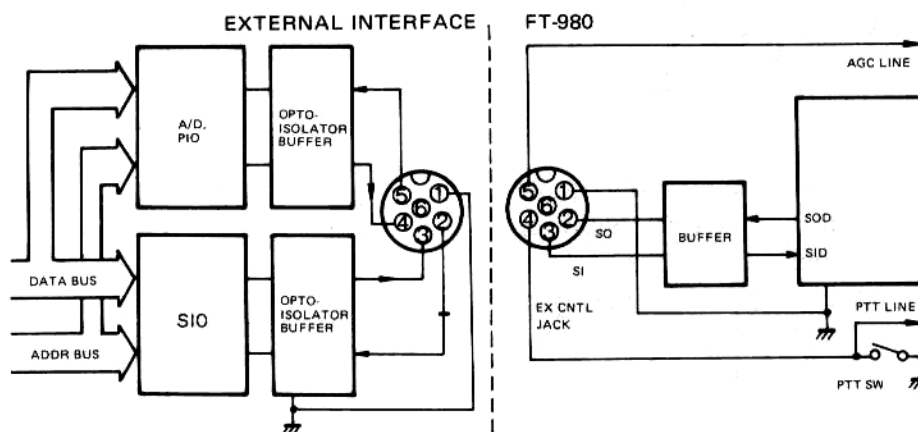 EXTERNAL INTERFACE
FT-980
AGC LINE
A/D,
PIO
OPTO-
ISOLATOR
BUFFER
5
1
6
4
2
3
5
1
6
4
2
3
SO
SI
BUFFER
SOD
SID
DATA BUS
SIO
OPTO-
ISOLATOR
BUFFER
EX CNTL
JACK
PTT LINE
ADDR BUS
PTT SW